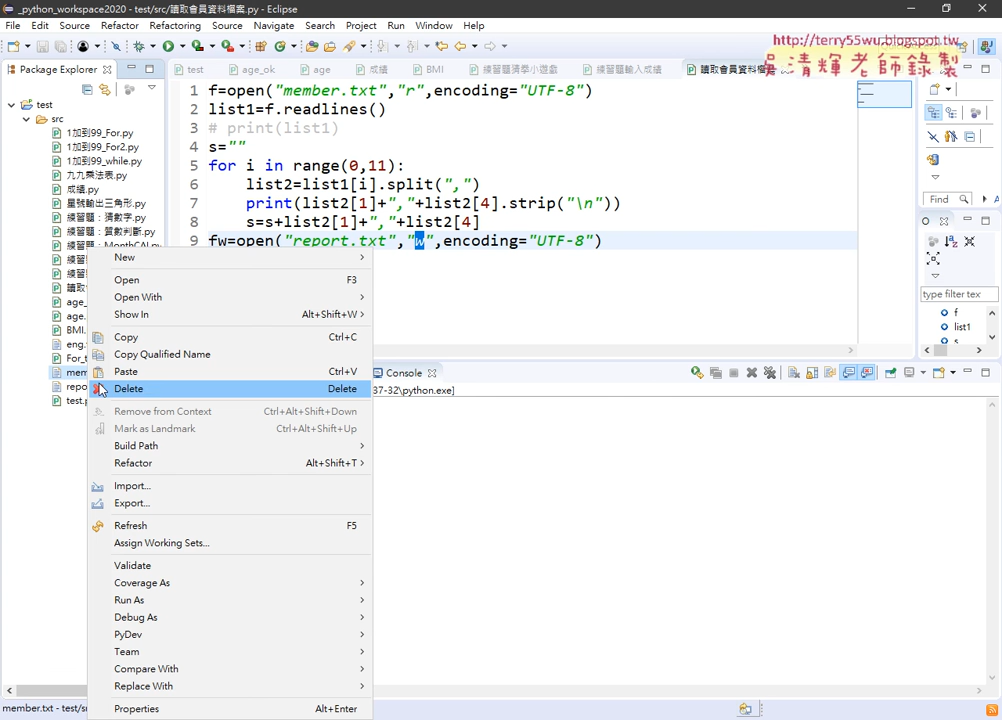 _python_workspace2020 - test/src/讀取會員資料檔案.py - Eclipse
File Edit Source Refactor Refactoring Source Navigate Search Project Run Window Help
http://terry55wu.blogspot.tw
吳清輝老師錄製
Package Explorer
test age_ok age 成績 BMI 練習題猜拳小遊戲 練習題輸入成績 讀取會員資料檔案
test
src
1加到99_For.py
1加到99_For2.py
1加到99_while.py
九九乘法表.py
成績.py
星號輸出三角形.py
練習題：猜數字.py
練習題：質數判斷.py
練習題：MonthCAL.py
1 f=open("member.txt","r",encoding="UTF-8")
2 list1=f.readlines()
3 # print(list1)
4 s=""
5 for i in range(0,11):
6 list2=list1[i].split(",")
7 print(list2[1]+","+list2[4].strip("\n"))
8 s=s+list2[1]+","+list2[4]
9 fw=open("report.txt","w",encoding="UTF-8")
New
Open F3
Open With
Show In Alt+Shift+W
Copy Ctrl+C
Copy Qualified Name
Paste Ctrl+V
Delete Delete
Remove from Context Ctrl+Alt+Shift+Down
Mark as Landmark Ctrl+Alt+Shift+Up
Build Path
Refactor Alt+Shift+T
Import...
Export...
Refresh F5
Assign Working Sets...
Validate
Coverage As
Run As
Debug As
PyDev
Team
Compare With
Replace With
Properties Alt+Enter
Console
37-32\python.exe]
Find
type filter tex
f
list1
s
member.txt - test/sr